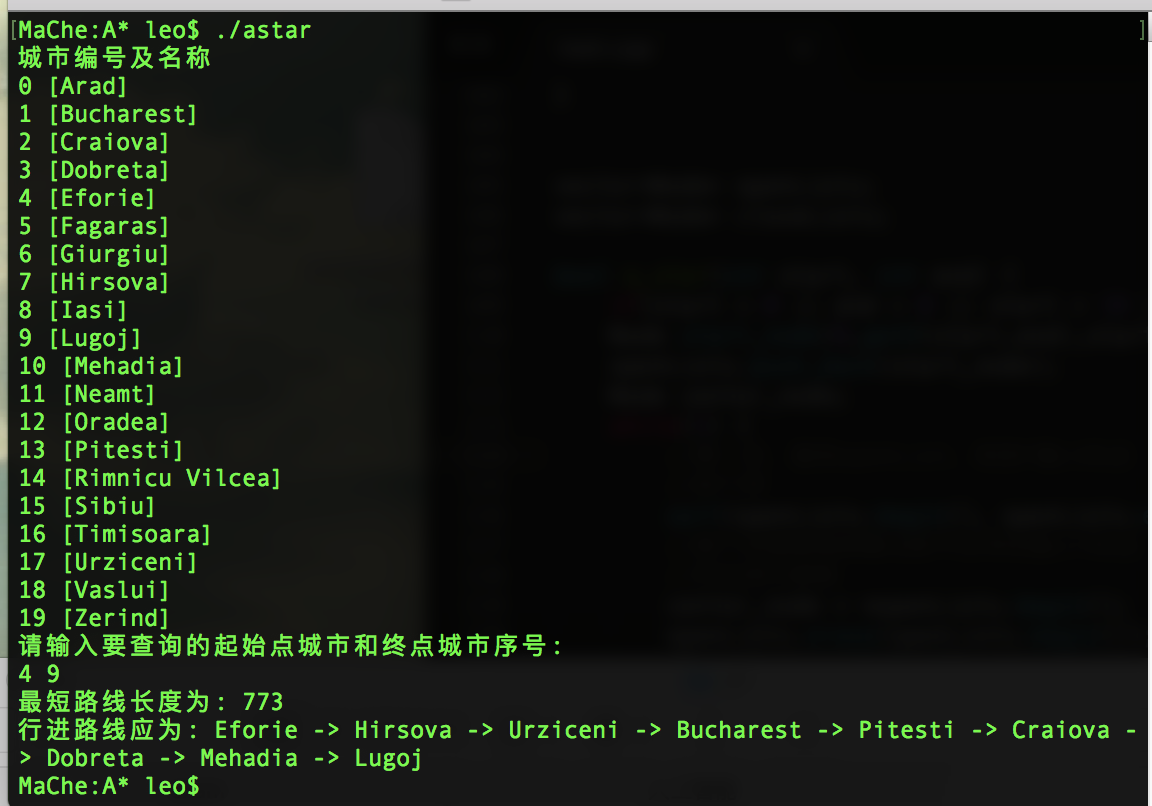 [MaChe:A* leo$ ./astar ]
城市编号及名称
0 [Arad]
1 [Bucharest]
2 [Craiova]
3 [Dobreta]
4 [Eforie]
5 [Fagaras]
6 [Giurgiu]
7 [Hirsova]
8 [Iasi]
9 [Lugoj]
10 [Mehadia]
11 [Neamt]
12 [Oradea]
13 [Pitesti]
14 [Rimnicu Vilcea]
15 [Sibiu]
16 [Timisoara]
17 [Urziceni]
18 [Vaslui]
19 [Zerind]
请输入要查询的起始点城市和终点城市序号：
4 9
最短路线长度为：773
行进路线应为：Eforie -> Hirsova -> Urziceni -> Bucharest -> Pitesti -> Craiova -
> Dobreta -> Mehadia -> Lugoj
MaChe:A* leo$